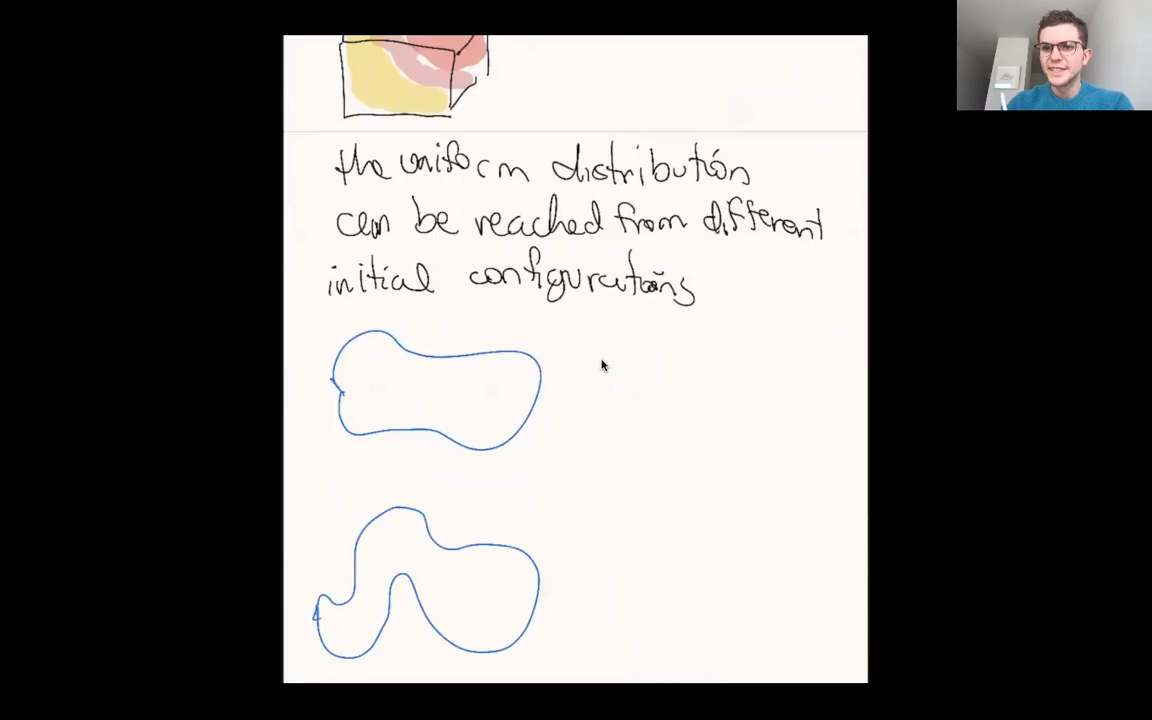 the uniform distribution
can be reached from different
initial configurations